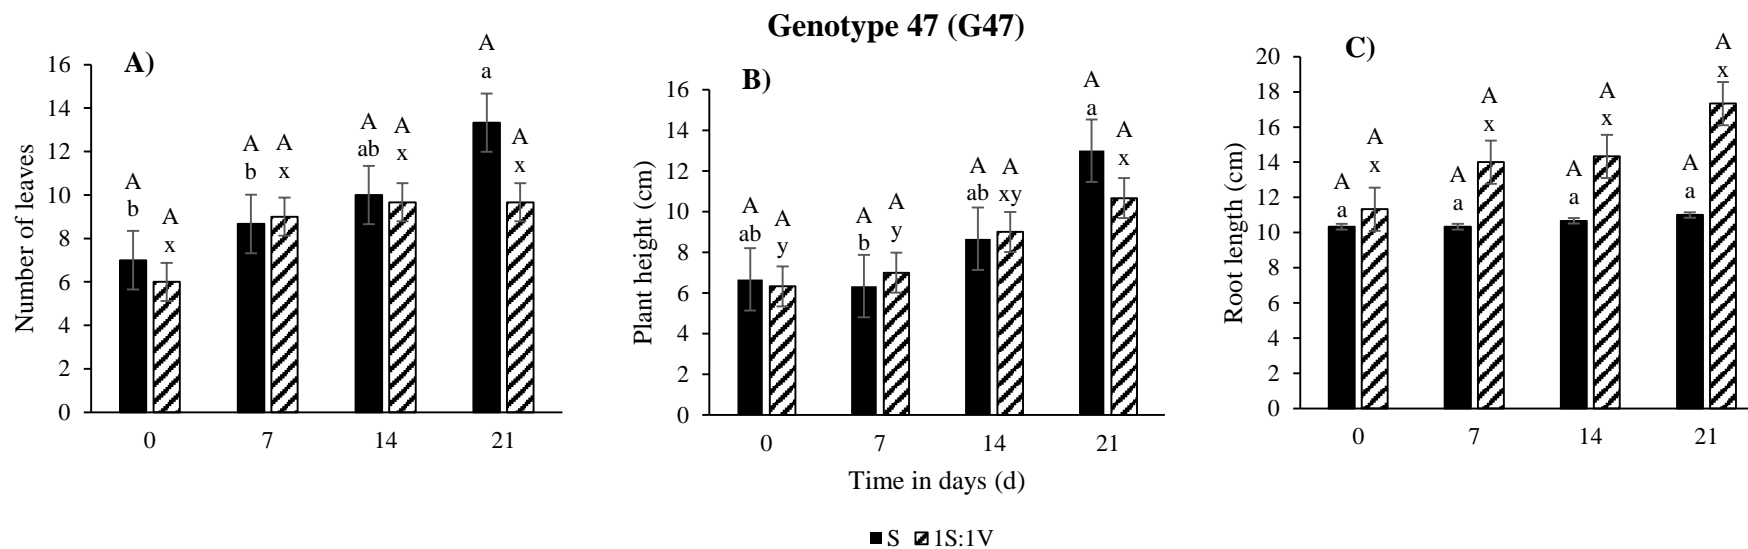 Genotype 47 (G47)
A)
Number of leaves
16
14
12
10
8
6
4
2
0
A
b
A
x
A
b
A
x
A
ab
A
x
A
a
A
x
0 7 14 21
B)
Plant height (cm)
16
14
12
10
8
6
4
2
0
A
ab
A
y
A
b
A
y
A
ab
A
xy
A
a
A
x
0 7 14 21
Time in days (d)
C)
Root length (cm)
20
18
16
14
12
10
8
6
4
2
0
A
a
A
x
A
a
A
x
A
a
A
x
A
a
A
x
0 7 14 21
S 1S:1V